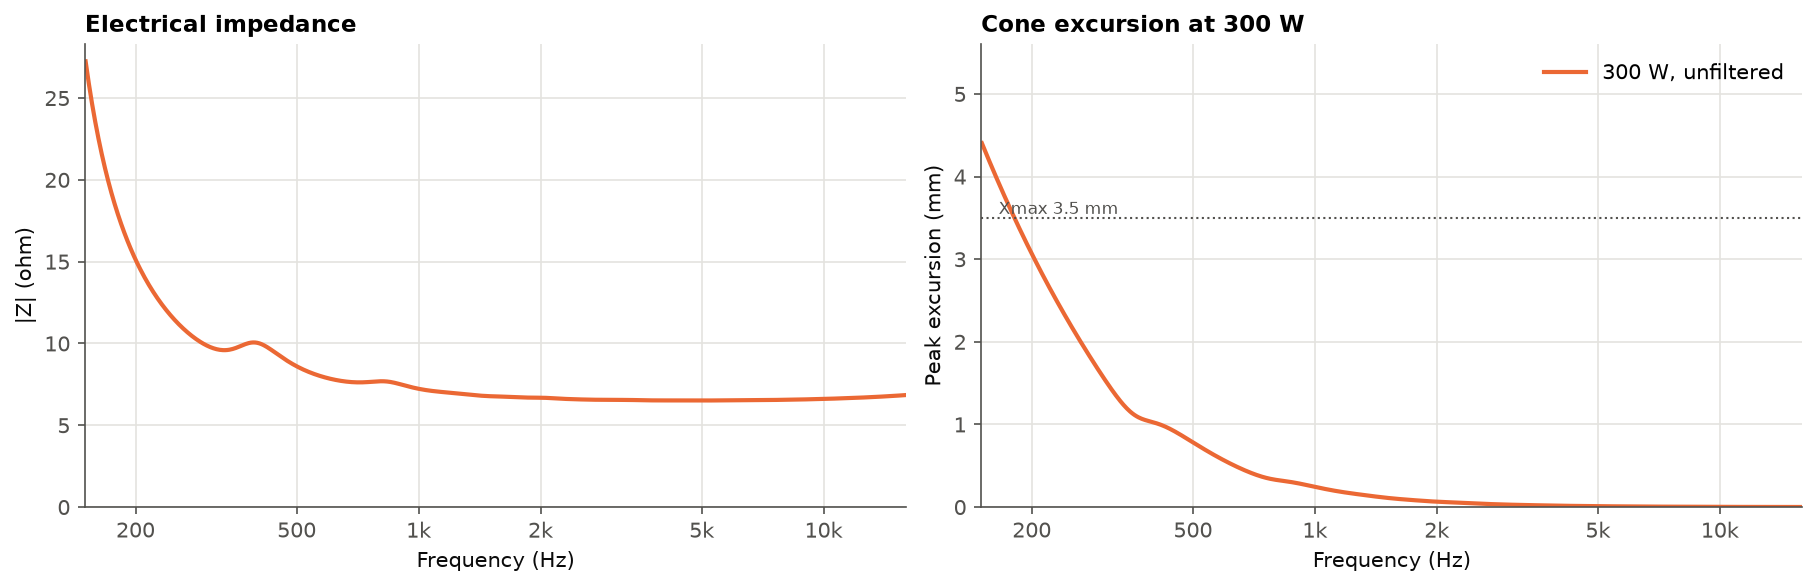 Electrical impedance
|Z| (ohm)
25
20
15
10
5
0
200 500 1k 2k 5k 10k
Frequency (Hz)
Cone excursion at 300 W
300 W, unfiltered
Peak excursion (mm)
5
4
Xmax 3.5 mm
3
2
1
0
200 500 1k 2k 5k 10k
Frequency (Hz)